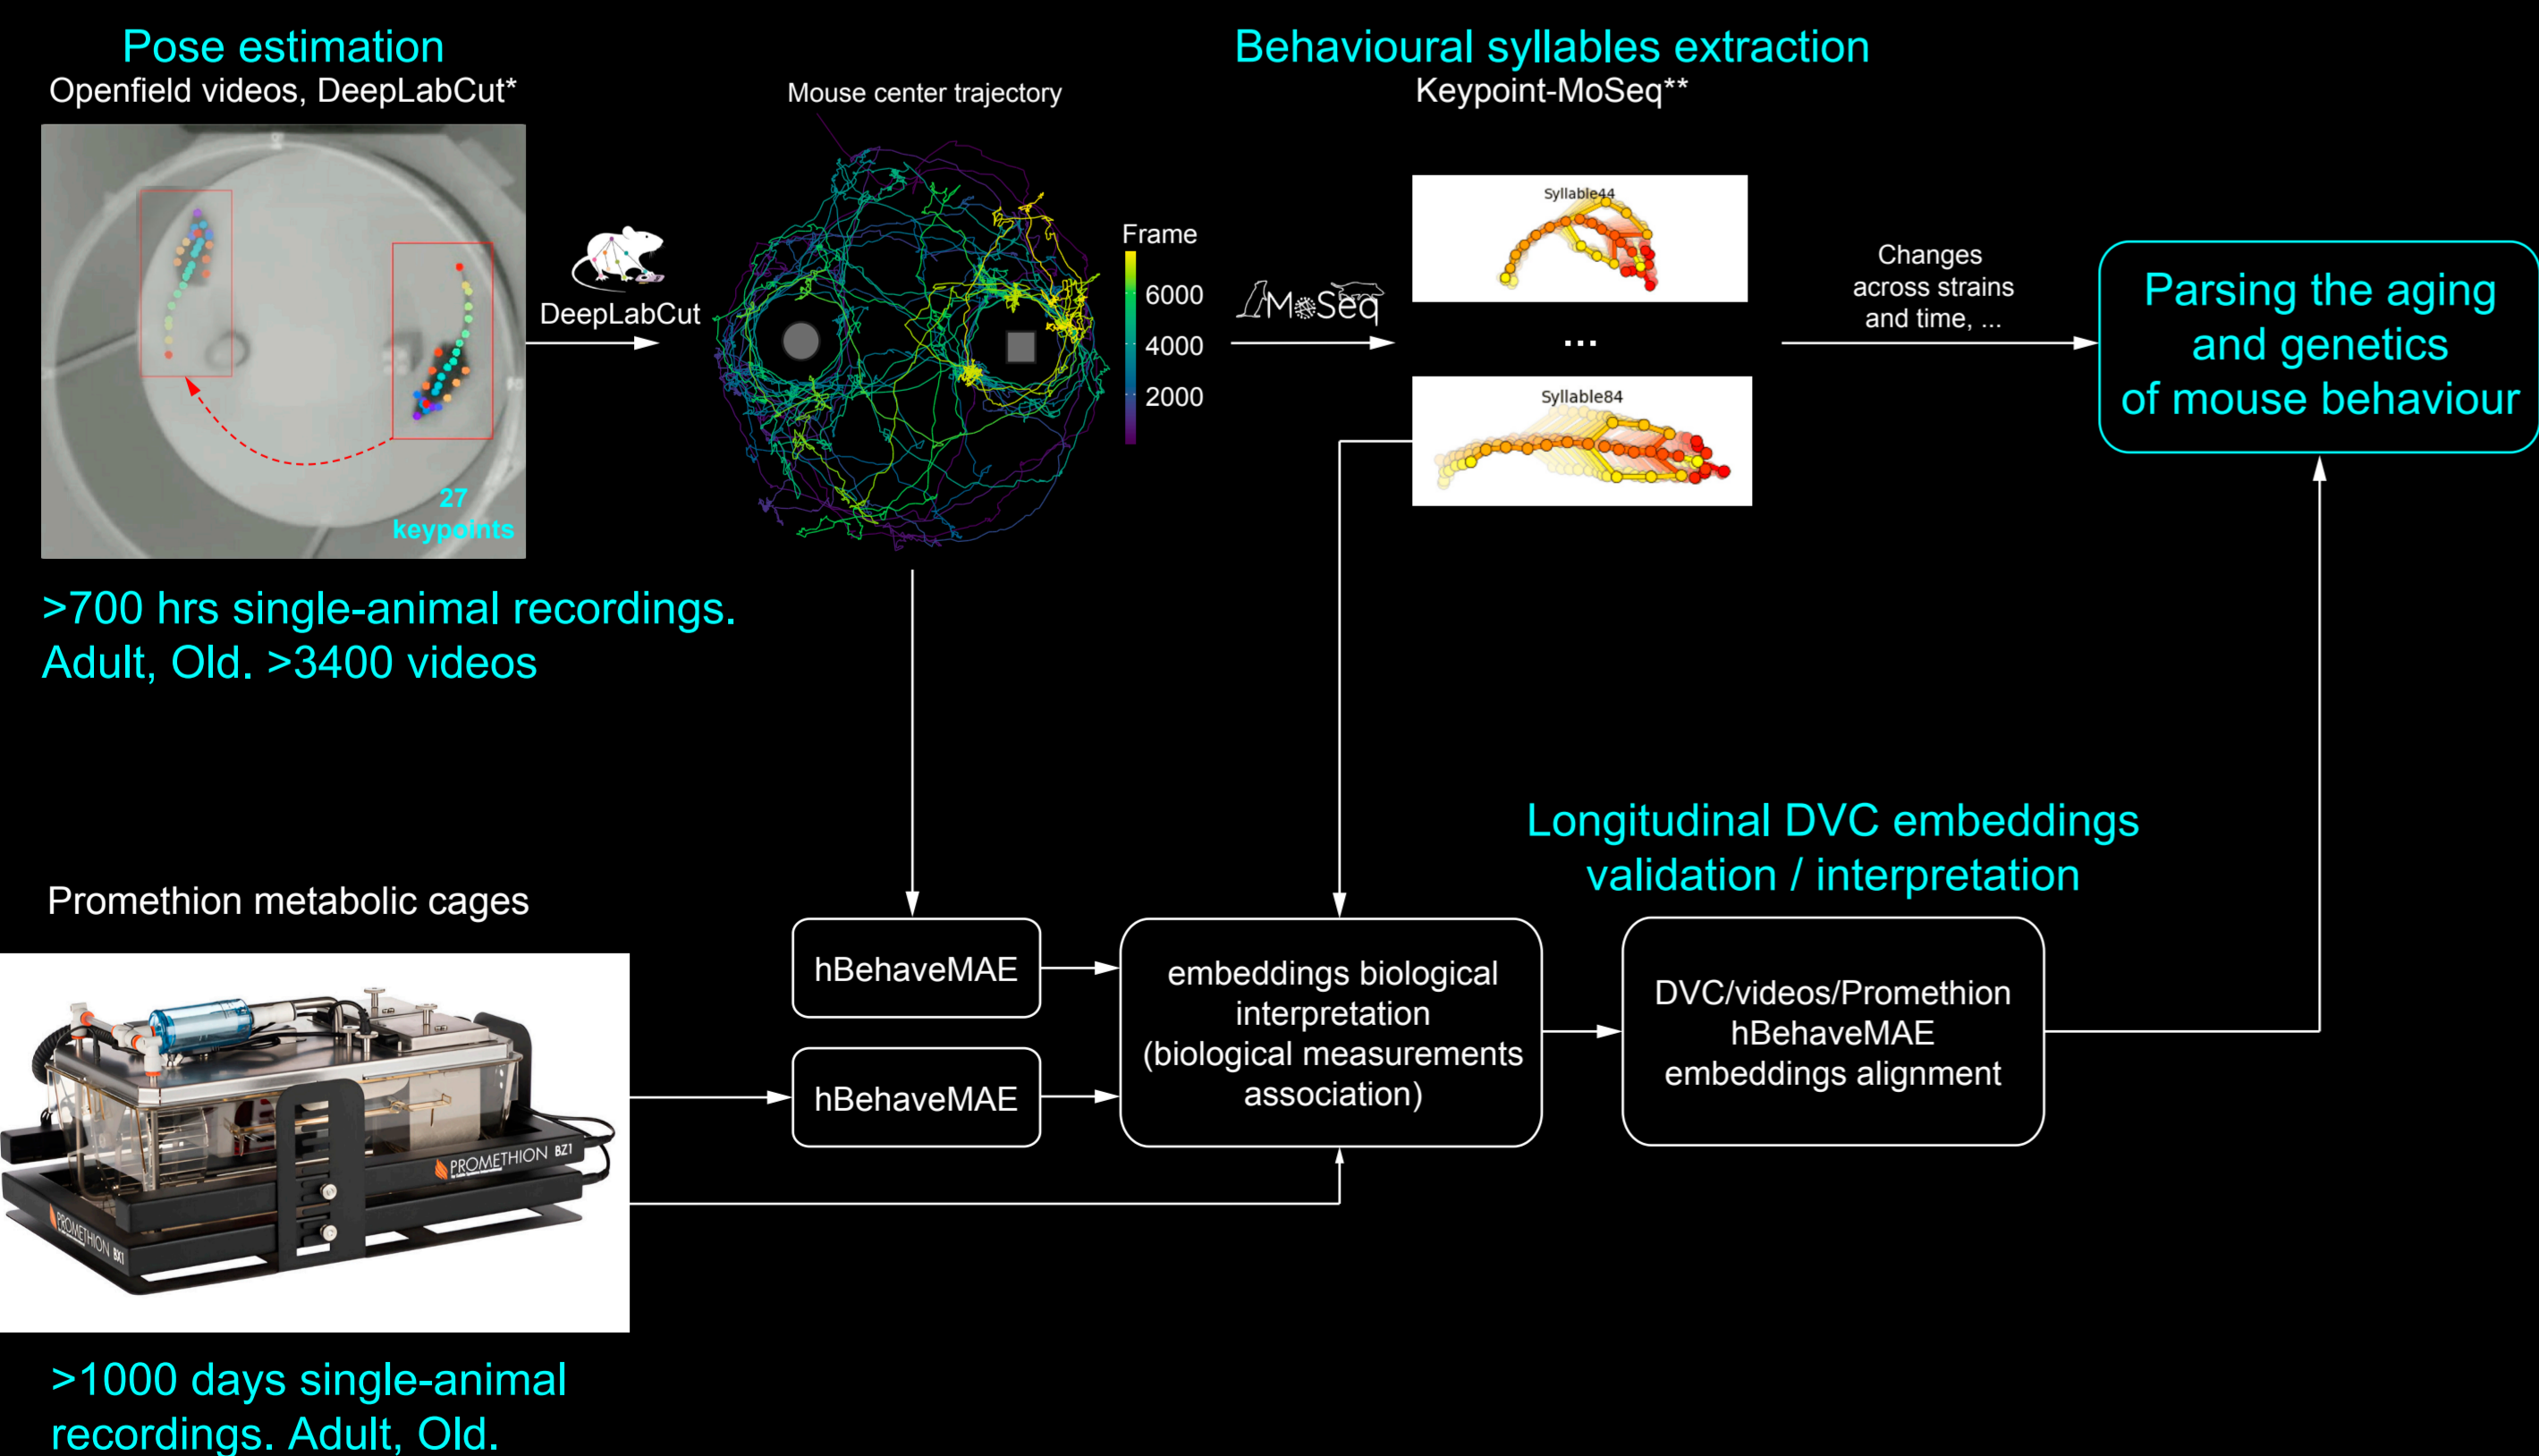 Pose estimation
Openfield videos, DeepLabCut*
27
keypoints
>700 hrs single-animal recordings.
Adult, Old. >3400 videos
DeepLabCut
Mouse center trajectory
Frame
6000
4000
2000
MoSeq
Behavioural syllables extraction
Keypoint-MoSeq**
Syllable44
...
Syllable84
Changes
across strains
and time, ...
Parsing the aging
and genetics
of mouse behaviour
Longitudinal DVC embeddings
validation / interpretation
Promethion metabolic cages
PROMETHION BZ1
PROMETHION BX1
>1000 days single-animal
recordings. Adult, Old.
hBehaveMAE
hBehaveMAE
embeddings biological
interpretation
(biological measurements
association)
DVC/videos/Promethion
hBehaveMAE
embeddings alignment